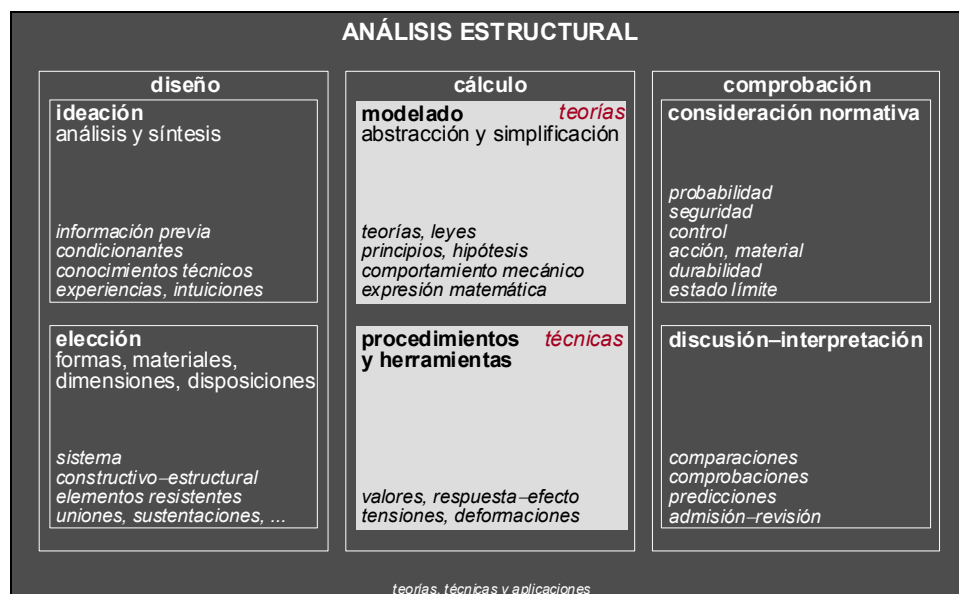 ANÁLISIS ESTRUCTURAL
diseño
ideación
análisis y síntesis
información previa
condicionantes
conocimientos técnicos
experiencias, intuiciones
elección
formas, materiales,
dimensiones, disposiciones
sistema
constructivo–estructural
elementos resistentes
uniones, sustentaciones, ...
cálculo
modelado teorías
abstracción y simplificación
teorías, leyes
principios, hipótesis
comportamiento mecánico
expresión matemática
procedimientos técnicas
y herramientas
valores, respuesta–efecto
tensiones, deformaciones
comprobación
consideración normativa
probabilidad
seguridad
control
acción, material
durabilidad
estado límite
discusión–interpretación
comparaciones
comprobaciones
predicciones
admisión–revisión
teorías, técnicas y aplicaciones